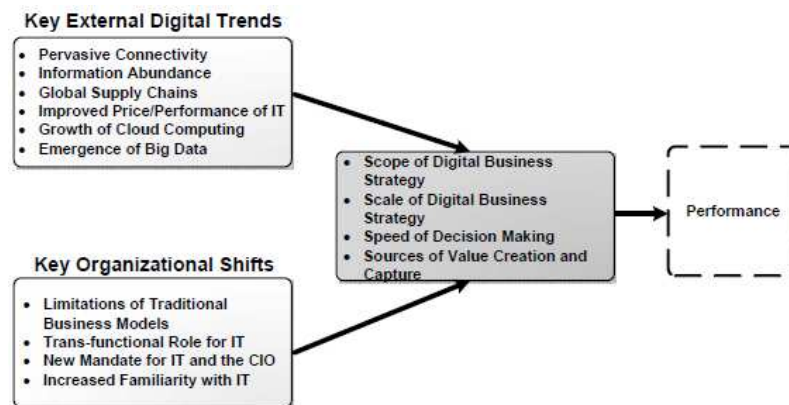 Key External Digital Trends
• Pervasive Connectivity
• Information Abundance
• Global Supply Chains
• Improved Price/Performance of IT
• Growth of Cloud Computing
• Emergence of Big Data
• Scope of Digital Business
Strategy
• Scale of Digital Business
Strategy
• Speed of Decision Making
• Sources of Value Creation and
Capture
Performance
Key Organizational Shifts
• Limitations of Traditional
Business Models
• Trans-functional Role for IT
• New Mandate for IT and the CIO
• Increased Familiarity with IT